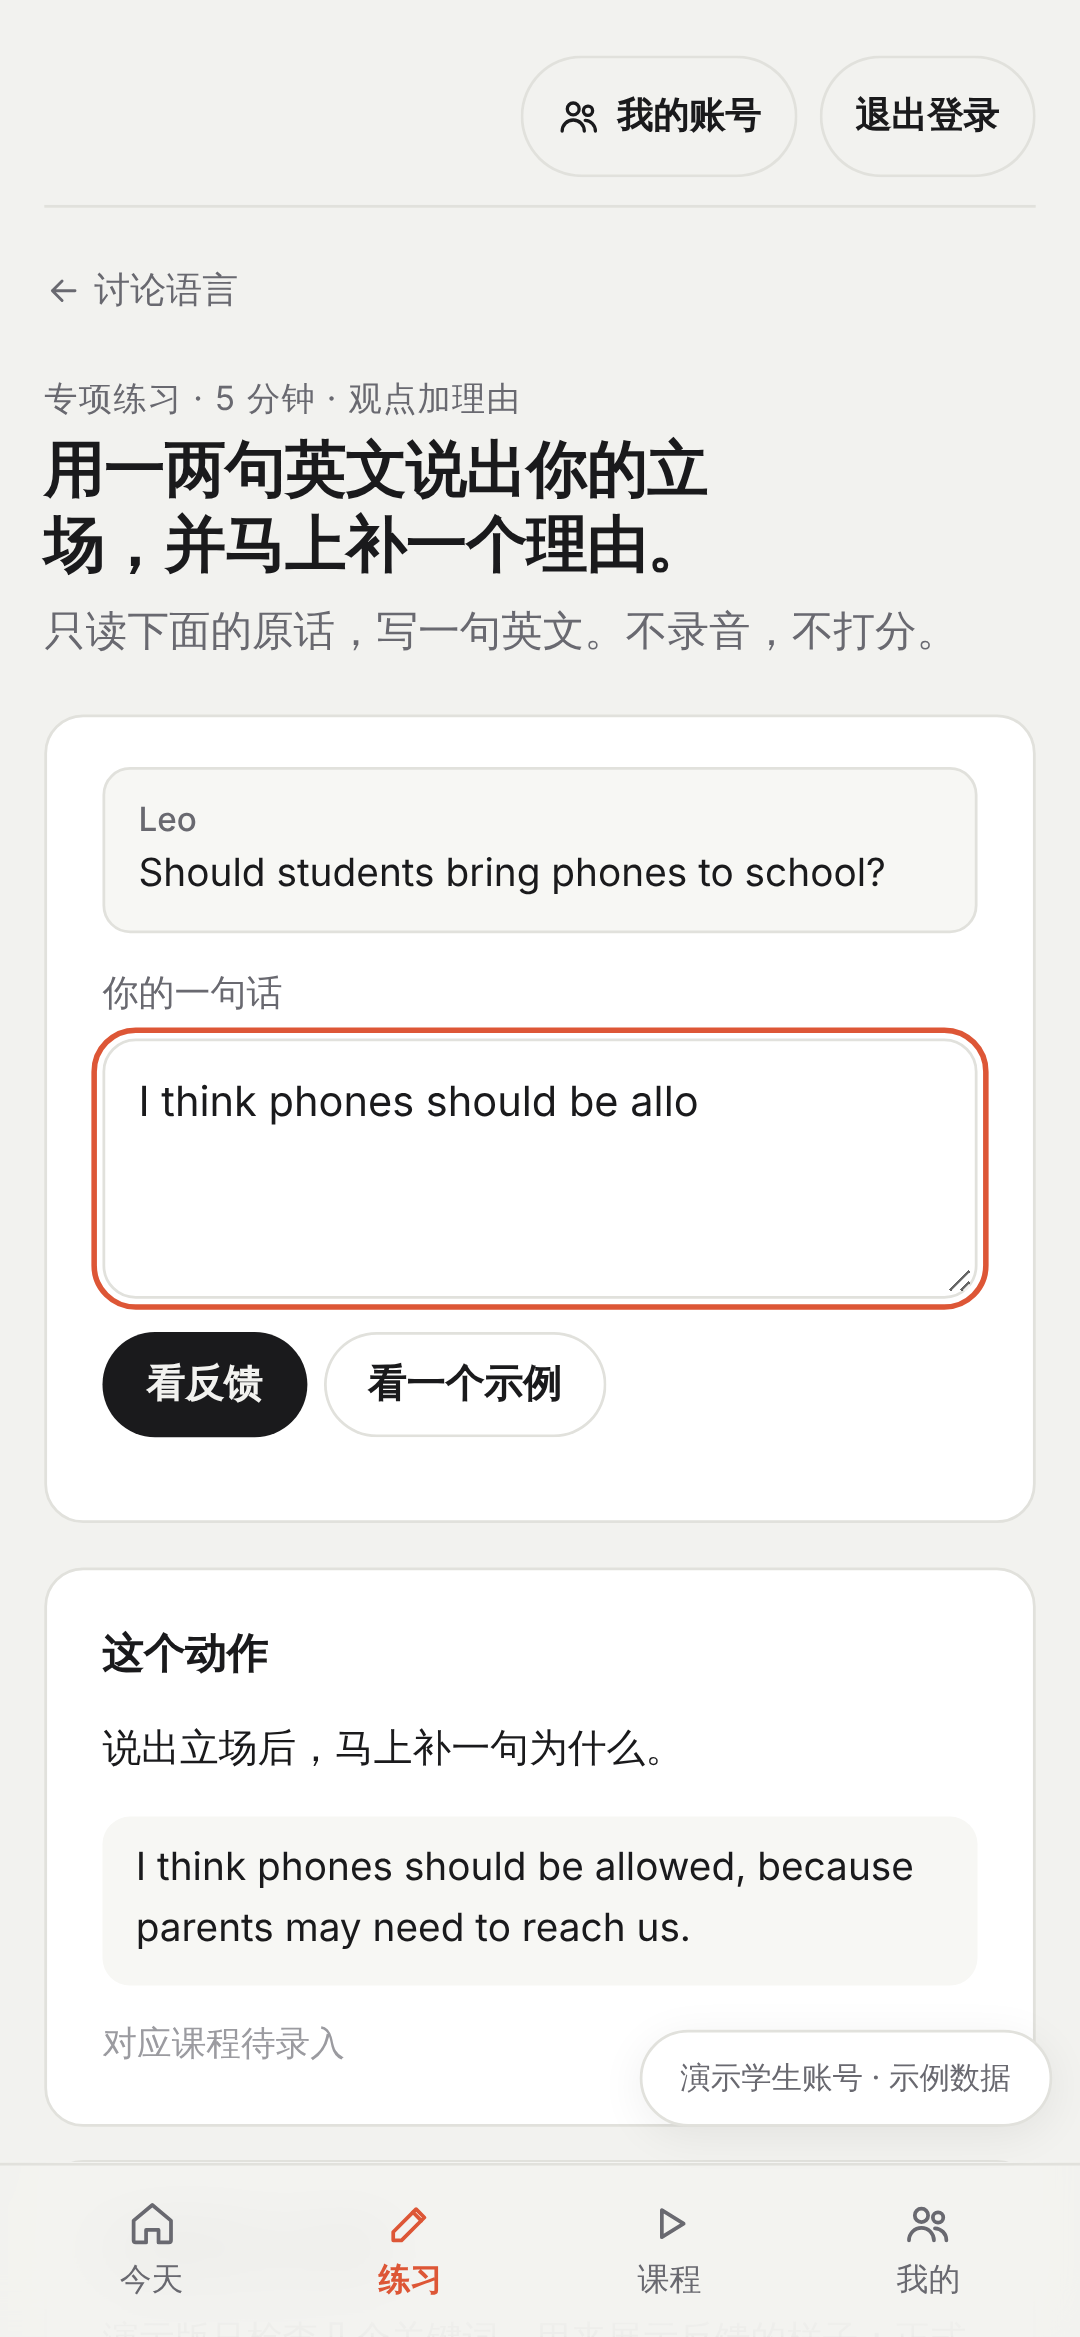 我的账号
退出登录
讨论语言
专项练习 · 5 分钟 · 观点加理由
用一两句英文说出你的立
场，并马上补一个理由。
只读下面的原话，写一句英文。不录音，不打分。
Leo
Should students bring phones to school?
你的一句话
I think phones should be allo
看反馈
看一个示例
这个动作
说出立场后，马上补一句为什么。
I think phones should be allowed, because
parents may need to reach us.
对应课程待录入
演示学生账号 · 示例数据
今天
练习
课程
我的